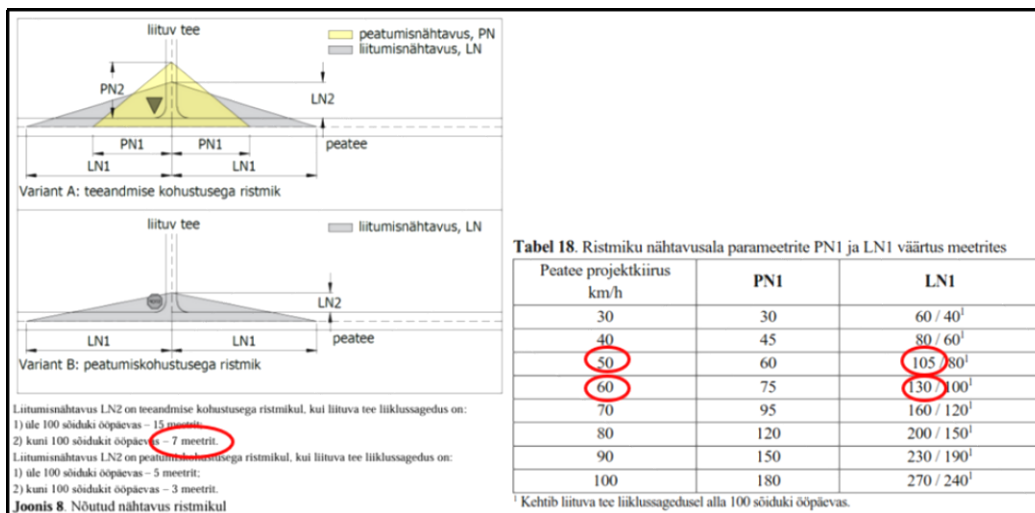 liituv tee
peatumisnähtavus, PN
liitumisnähtavus, LN
PN2
LN2
PN1 PN1
peatee
LN1 LN1
Variant A: teeandmise kohustusega ristmik
liituv tee
liitumisnähtavus, LN
LN2
LN1 LN1
peatee
Variant B: peatumiskohustusega ristmik
Liitumisnähtavus LN2 on teeandmise kohustusega ristmikul, kui liituva tee liiklussagedus on:
1) üle 100 sõiduki ööpäevas – 15 meetrit;
2) kuni 100 sõidukit ööpäevas – 7 meetrit.
Liitumisnähtavus LN2 on peatumiskohustusega ristmikul, kui liituva tee liiklussagedus on:
1) üle 100 sõiduki ööpäevas – 5 meetrit;
2) kuni 100 sõidukit ööpäevas – 3 meetrit.
Joonis 8. Nõutud nähtavus ristmikul
Tabel 18. Ristmiku nähtavusala parameetrite PN1 ja LN1 väärtus meetrites
Peatee projektkiirus km/h PN1 LN1
30 30 60 / 40¹
40 45 80 / 60¹
50 60 105 / 80¹
60 75 130 / 100¹
70 95 160 / 120¹
80 120 200 / 150¹
90 150 230 / 190¹
100 180 270 / 240¹
¹ Kehtib liituva tee liiklussagedusel alla 100 sõiduki ööpäevas.